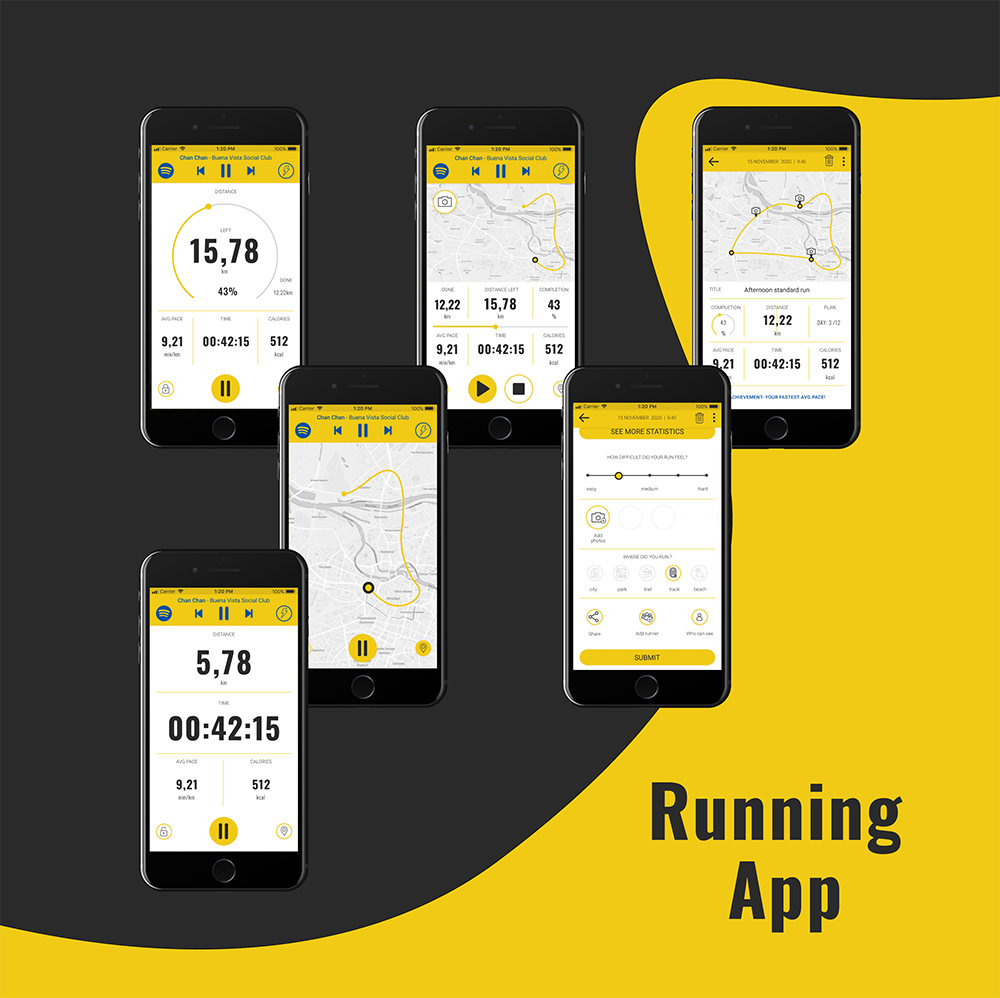 Carrier
1:20 PM
100%
Chan Chan - Buena Vista Social Club
DISTANCE
LEFT
15,78
km
43%
DONE
12,22km
AVG PACE
TIME
CALORIES
9,21
00:42:15
512
min/km
kcal
Carrier
1:20 PM
100%
Chan Chan - Buena Vista Social Club
DONE
DISTANCE LEFT
COMPLETION
12,22
15,78
43
km
km
%
AVG PACE
TIME
CALORIES
9,21
00:42:15
512
min/km
kcal
Carrier
1:20 PM
100%
15 NOVEMBER 2020 | 9:40
TITLE
Afternoon standard run
COMPLETION
DISTANCE
PLAN
43
12,22
DAY: 3 /12
%
km
AVG PACE
TIME
CALORIES
9,21
00:42:15
512
min/km
kcal
ACHIEVEMENT- YOUR FASTEST AVG PACE!
Carrier
1:20 PM
100%
Chan Chan - Buena Vista Social Club
Carrier
1:20 PM
100%
15 NOVEMBER 2020 | 9:40
SEE MORE STATISTICS
HOW DIFFICULT DID YOUR RUN FEEL?
easy
medium
hard
Add
photos
WHERE DID YOU RUN ?
city
park
trail
track
beach
Share
Add runner
Who can see
SUBMIT
Carrier
1:20 PM
100%
Chan Chan - Buena Vista Social Club
DISTANCE
5,78
km
TIME
00:42:15
AVG PACE
CALORIES
9,21
512
min/km
kcal
Running
App